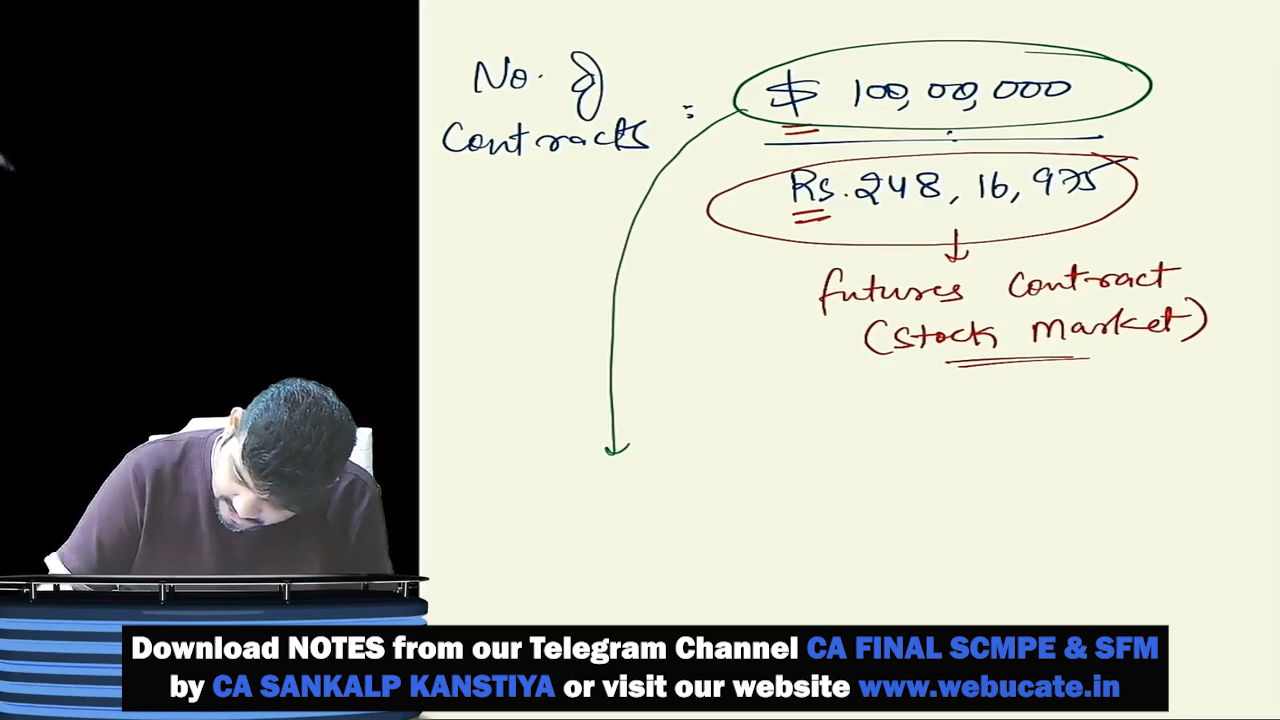 No. of
Contracts
:
$ 100,00,000
Rs. 248, 16, 975
futures Contract
(Stock Market)
Download NOTES from our Telegram Channel CA FINAL SCMPE & SFM
by CA SANKALP KANSTIYA or visit our website www.webucate.in